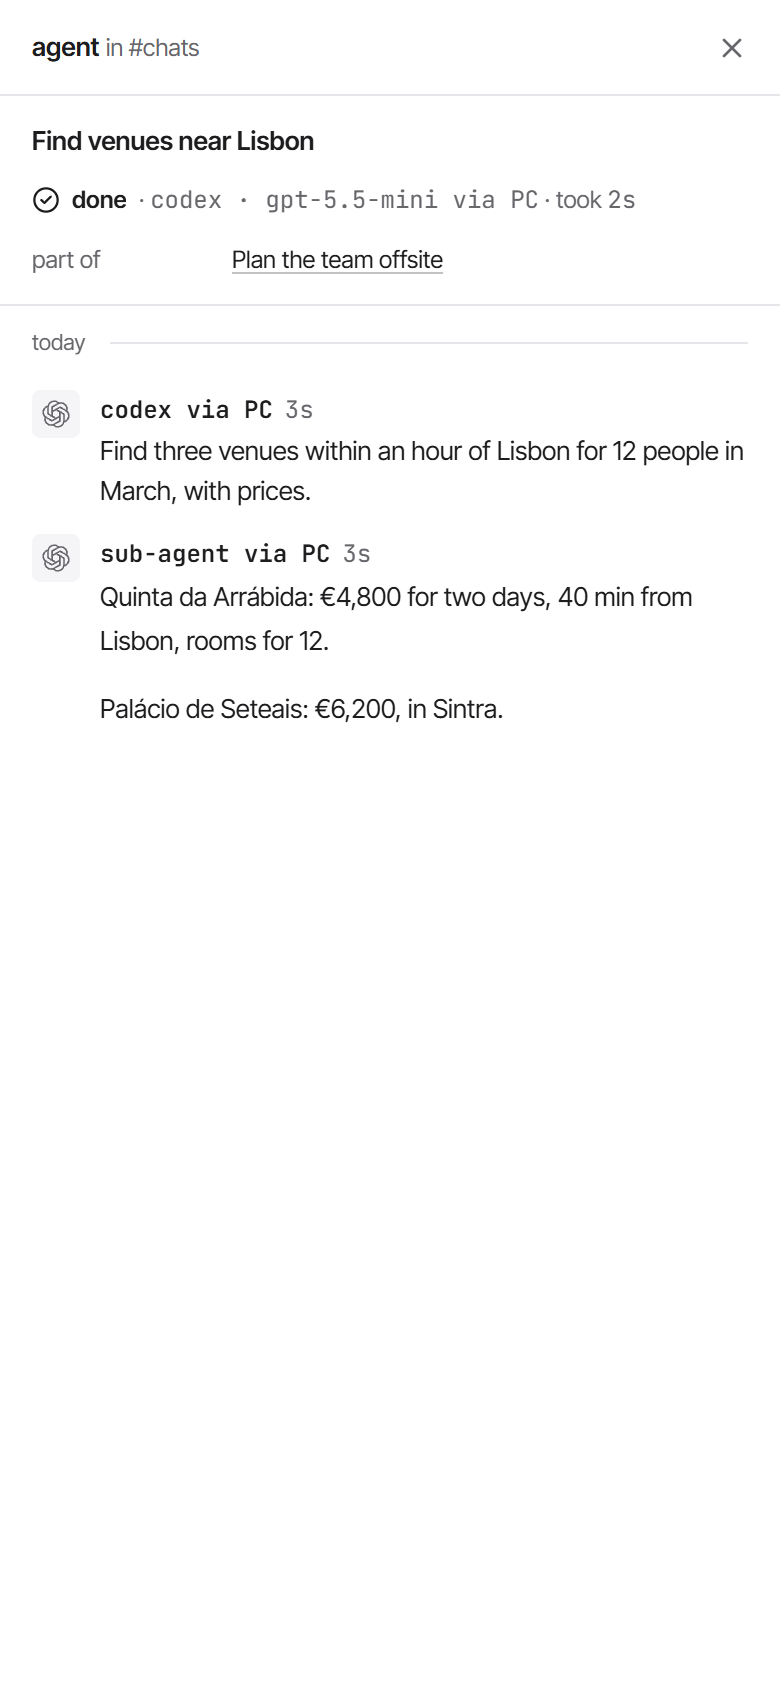 agent in #chats
Find venues near Lisbon
done · codex · gpt-5.5-mini via PC · took 2s
part of Plan the team offsite
today
codex via PC 3s
Find three venues within an hour of Lisbon for 12 people in
March, with prices.
sub-agent via PC 3s
Quinta da Arrábida: €4,800 for two days, 40 min from
Lisbon, rooms for 12.
Palácio de Seteais: €6,200, in Sintra.